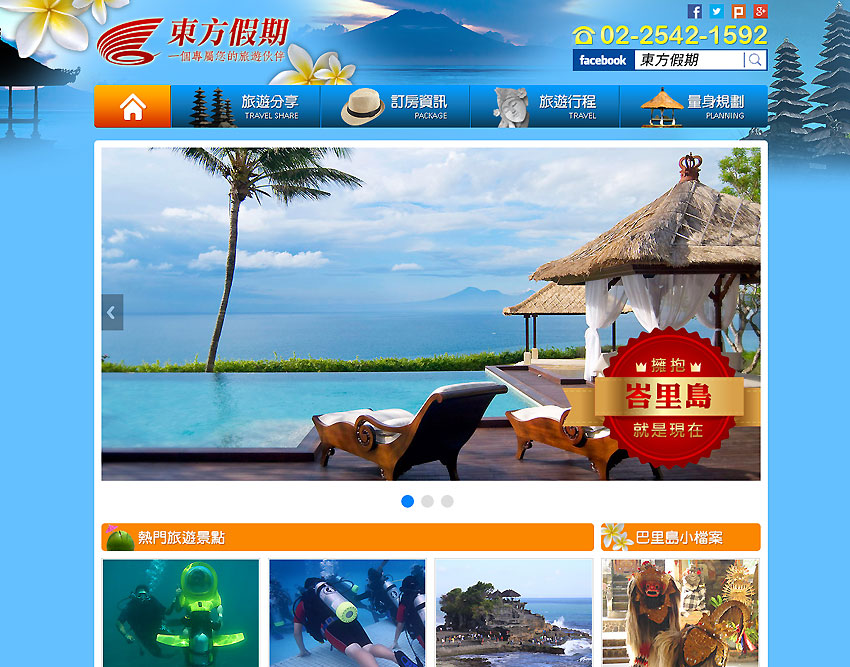 東方假期
一個專屬您的旅遊伙伴
02-2542-1592
facebook 東方假期
旅遊分享
TRAVEL SHARE
訂房資訊
PACKAGE
旅遊行程
TRAVEL
量身規劃
PLANNING
擁抱
峇里島
就是現在
熱門旅遊景點
巴里島小檔案